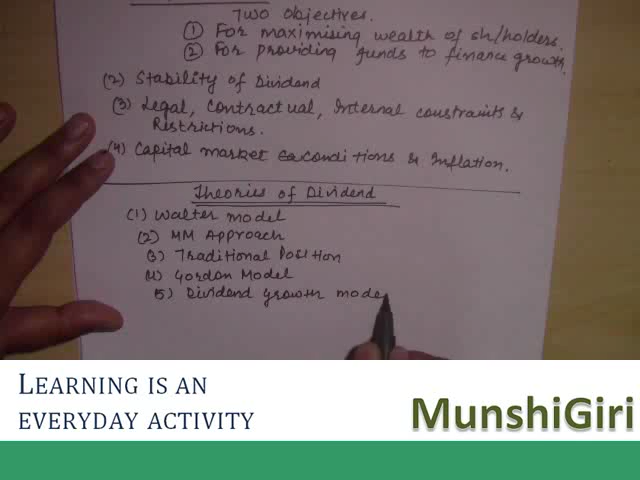 Two Objectives.
① For maximising wealth of sh/holders.
② For providing funds to finance growth.
(2) Stability of Dividend
(3) Legal, Contractual, Internal constraints &
Restrictions.
(4) Capital market conditions & Inflation.
Theories of Dividend
(1) Walter model
(2) MM Approach
(3) Traditional Position
(4) Gordon Model
(5) Dividend growth mode
LEARNING IS AN
EVERYDAY ACTIVITY
MunshiGiri